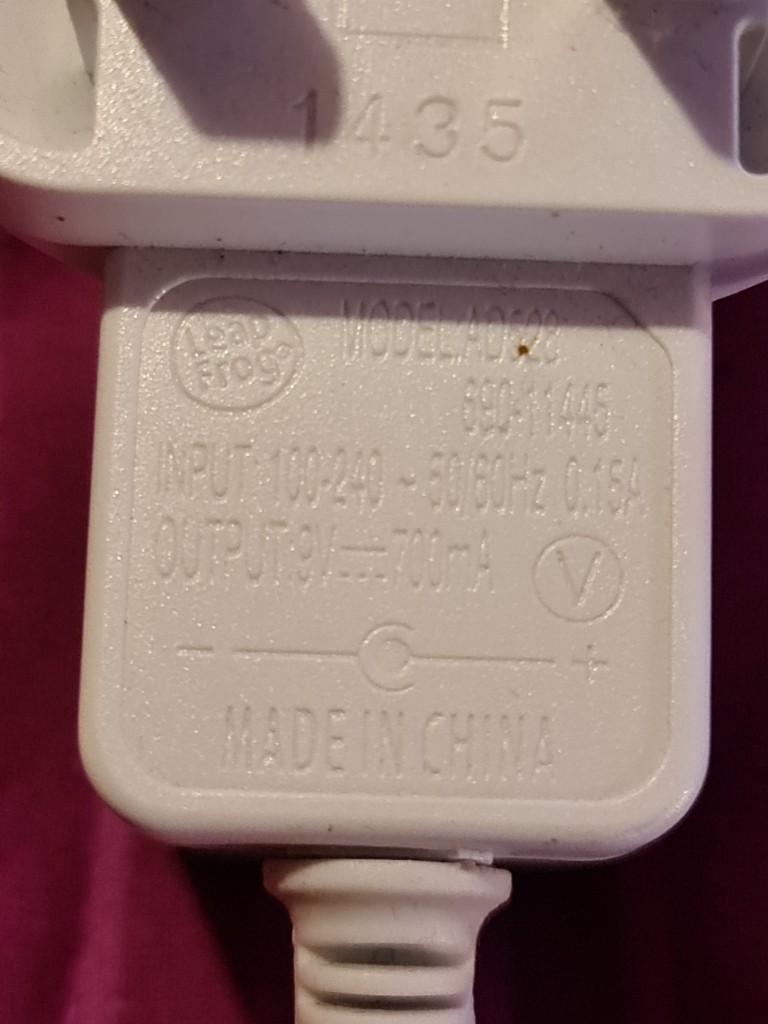 1435
Leap
Frog
MODEL:AD528
690-11445
INPUT: 100-240 ~ 50/60Hz 0.15A
OUTPUT:9V⎓700mA
V
- +
MADE IN CHINA